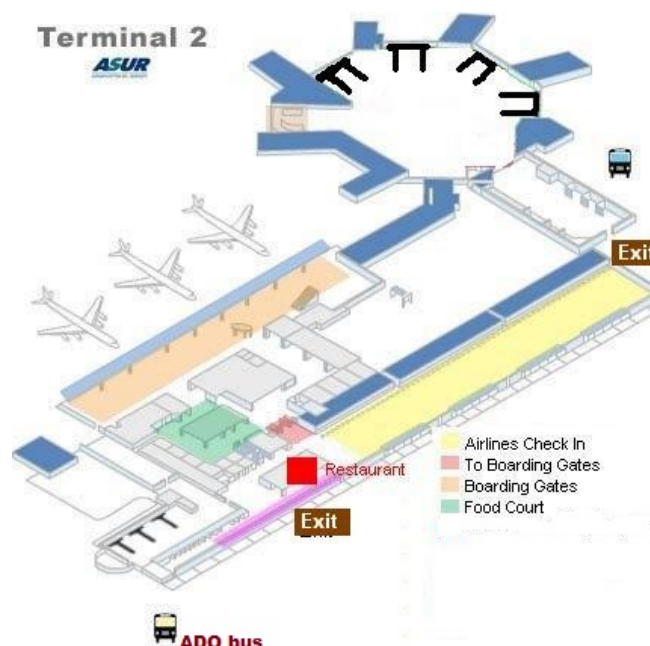 Terminal 2
ASUR
Exit
Airlines Check In
To Boarding Gates
Boarding Gates
Food Court
Restaurant
Exit
ADO bus